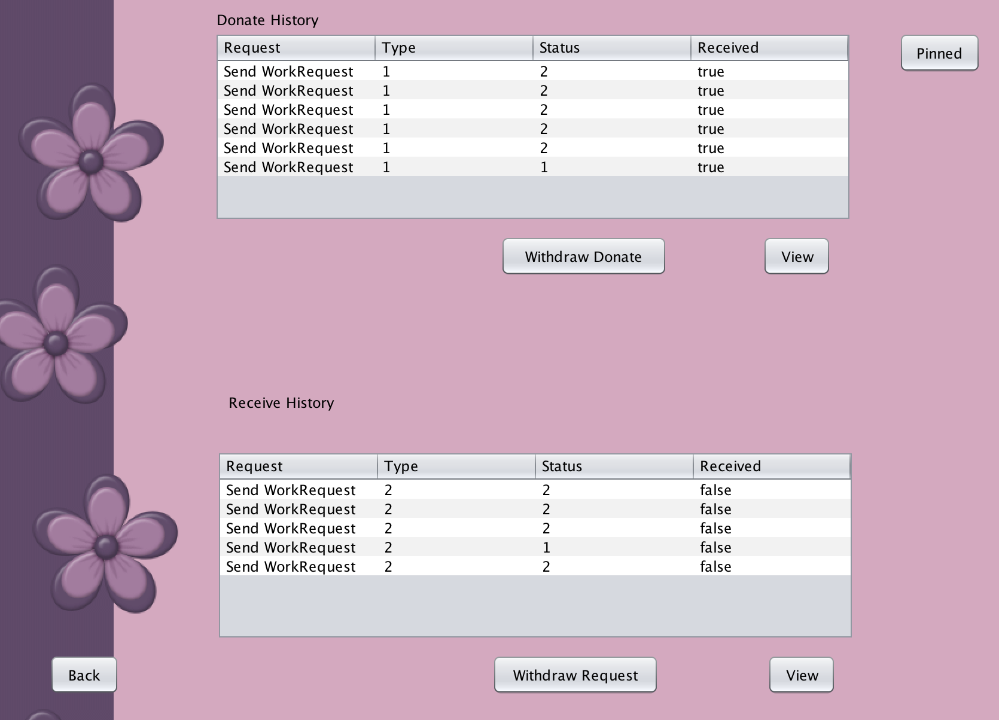 Donate History
Request Type Status Received
Send WorkRequest 1 2 true
Send WorkRequest 1 2 true
Send WorkRequest 1 2 true
Send WorkRequest 1 2 true
Send WorkRequest 1 2 true
Send WorkRequest 1 1 true
Pinned
Withdraw Donate View
Receive History
Request Type Status Received
Send WorkRequest 2 2 false
Send WorkRequest 2 2 false
Send WorkRequest 2 2 false
Send WorkRequest 2 1 false
Send WorkRequest 2 2 false
Back Withdraw Request View